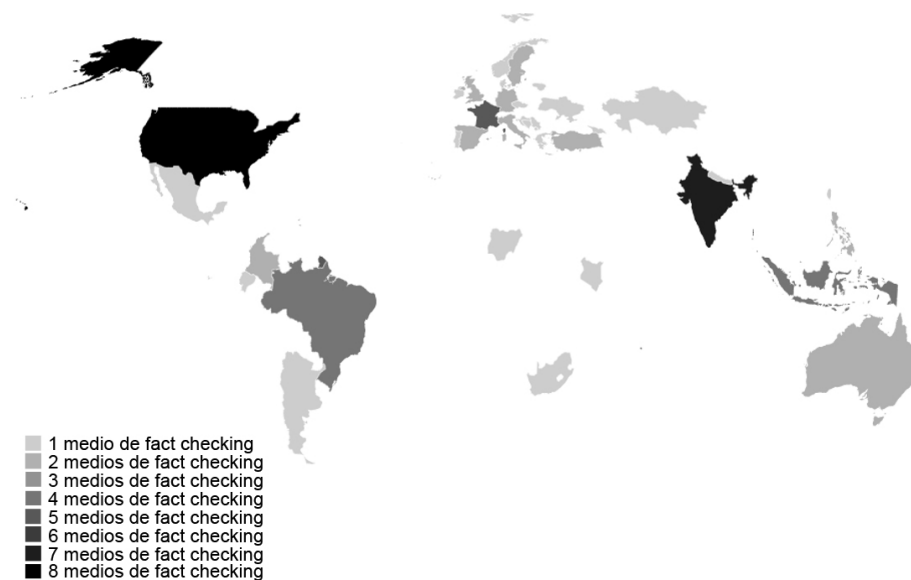 1 medio de fact checking
2 medios de fact checking
3 medios de fact checking
4 medios de fact checking
5 medios de fact checking
6 medios de fact checking
7 medios de fact checking
8 medios de fact checking